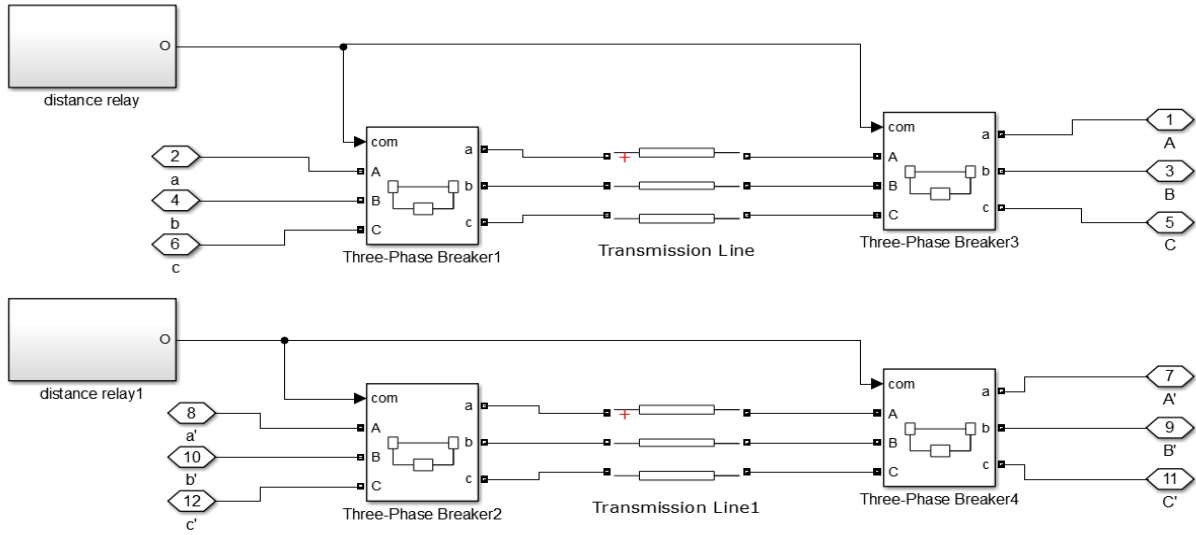 O
distance relay
com
A
B
C
a
b
c
Three-Phase Breaker1
2
a
4
b
6
c
Transmission Line
com
A
B
C
a
b
c
Three-Phase Breaker3
1
A
3
B
5
C
O
distance relay1
com
A
B
C
a
b
c
Three-Phase Breaker2
8
a'
10
b'
12
c'
Transmission Line1
com
A
B
C
a
b
c
Three-Phase Breaker4
7
A'
9
B'
11
C'